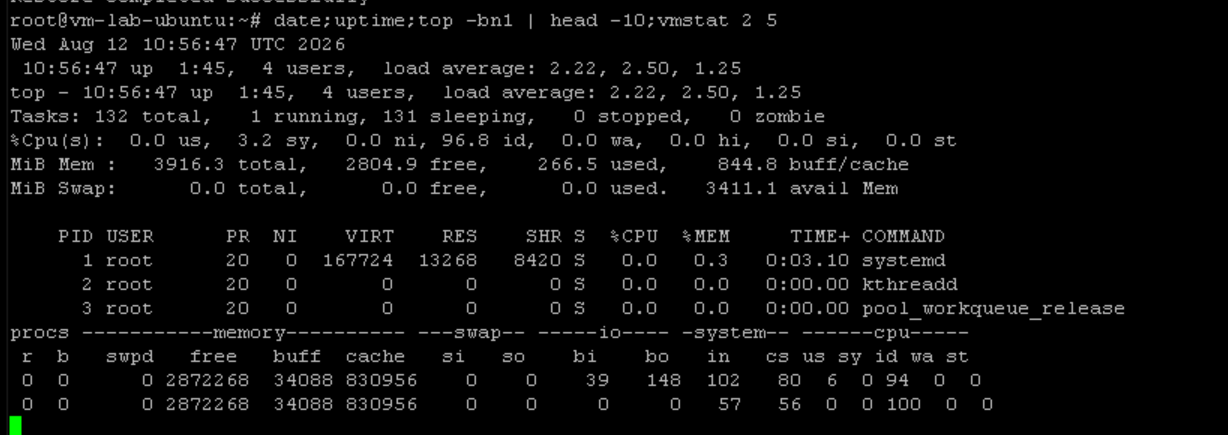 Restore completed successfully
root@vm-lab-ubuntu:~# date;uptime;top -bn1 | head -10;vmstat 2 5
Wed Aug 12 10:56:47 UTC 2026
 10:56:47 up  1:45,  4 users,  load average: 2.22, 2.50, 1.25
top - 10:56:47 up  1:45,  4 users,  load average: 2.22, 2.50, 1.25
Tasks: 132 total,   1 running, 131 sleeping,   0 stopped,   0 zombie
%Cpu(s):  0.0 us,  3.2 sy,  0.0 ni, 96.8 id,  0.0 wa,  0.0 hi,  0.0 si,  0.0 st
MiB Mem :   3916.3 total,   2804.9 free,    266.5 used,    844.8 buff/cache
MiB Swap:      0.0 total,      0.0 free,      0.0 used.   3411.1 avail Mem

    PID USER      PR  NI    VIRT    RES    SHR S  %CPU  %MEM     TIME+ COMMAND
      1 root      20   0  167724  13268   8420 S   0.0   0.3   0:03.10 systemd
      2 root      20   0       0      0      0 S   0.0   0.0   0:00.00 kthreadd
      3 root      20   0       0      0      0 S   0.0   0.0   0:00.00 pool_workqueue_release
procs -----------memory---------- ---swap-- -----io---- -system-- ------cpu-----
 r  b   swpd   free   buff  cache   si   so    bi    bo   in   cs us sy id wa st
 0  0      0 2872268  34088 830956    0    0    39   148  102   80  6  0 94  0  0
 0  0      0 2872268  34088 830956    0    0     0     0   57   56  0  0 100  0  0